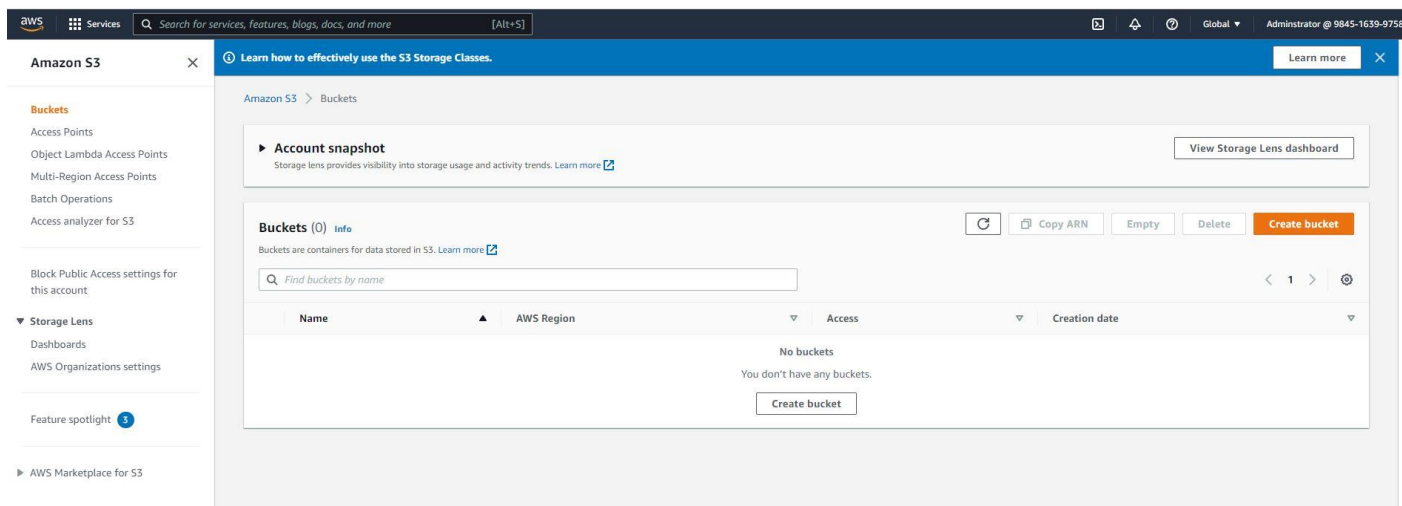 aws Services Search for services, features, blogs, docs, and more [Alt+S] Global ▼ Adminstrator @ 9845-1639-9758
Amazon S3
Buckets
Access Points
Object Lambda Access Points
Multi-Region Access Points
Batch Operations
Access analyzer for S3
Block Public Access settings for
this account
Storage Lens
Dashboards
AWS Organizations settings
Feature spotlight 3
AWS Marketplace for S3
Learn how to effectively use the S3 Storage Classes. Learn more
Amazon S3 > Buckets
Account snapshot View Storage Lens dashboard
Storage lens provides visibility into storage usage and activity trends. Learn more
Buckets (0) Info Copy ARN Empty Delete Create bucket
Buckets are containers for data stored in S3. Learn more
Find buckets by name < 1 >
Name AWS Region Access Creation date
No buckets
You don't have any buckets.
Create bucket